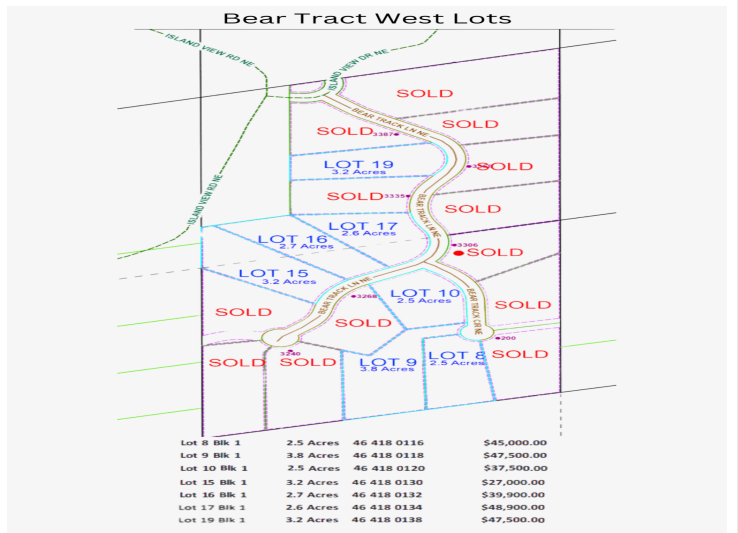 Bear Tract West Lots
ISLAND VIEW RD NE
ISLAND VIEW DR NE
SOLD
BEAR TRACK LN NE
SOLD
SOLD
3387
LOT 19
3.2 Acres
SOLD
ISLAND VIEW RD NE
SOLD
3335
SOLD
BEAR TRACK LN NE
LOT 17
2.6 Acres
LOT 16
2.7 Acres
3306
SOLD
LOT 15
3.2 Acres
BEAR TRACK LN NE
3268
LOT 10
2.5 Acres
BEAR TRACK CIR NE
SOLD
SOLD
SOLD
200
3240
SOLD
SOLD
LOT 9
3.8 Acres
LOT 8
2.5 Acres
SOLD
Lot 8 Blk 1 2.5 Acres 46 418 0116 $45,000.00
Lot 9 Blk 1 3.8 Acres 46 418 0118 $47,500.00
Lot 10 Blk 1 2.5 Acres 46 418 0120 $37,500.00
Lot 15 Blk 1 3.2 Acres 46 418 0130 $27,000.00
Lot 16 Blk 1 2.7 Acres 46 418 0132 $39,900.00
Lot 17 Blk 1 2.6 Acres 46 418 0134 $48,900.00
Lot 19 Blk 1 3.2 Acres 46 418 0138 $47,500.00